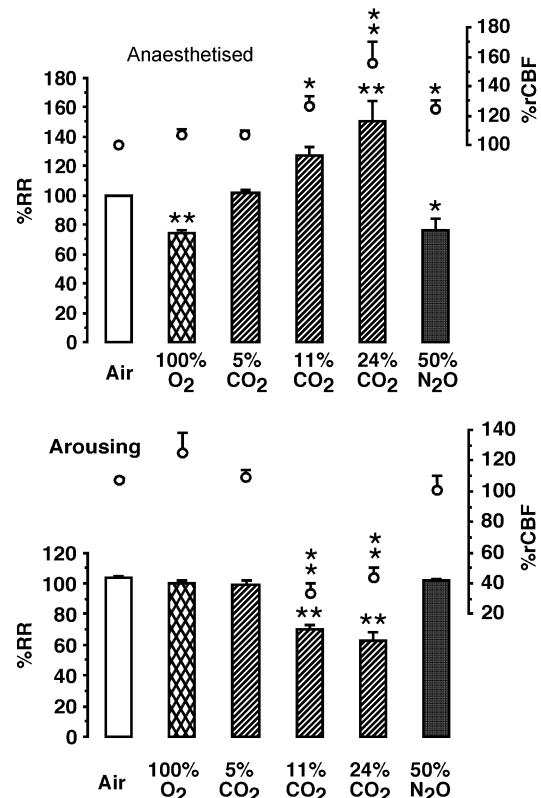 Anaesthetised
180
160
140
120
100
80
60
40
20
0
%RR
180
160
140
120
100
%rCBF
*
* *
* *
*
**
**
*
Air
100% O2
5% CO2
11% CO2
24% CO2
50% N2O
Arousing
120
100
80
60
40
20
0
%RR
140
120
100
80
60
40
20
%rCBF
* *
* *
**
**
Air
100% O2
5% CO2
11% CO2
24% CO2
50% N2O